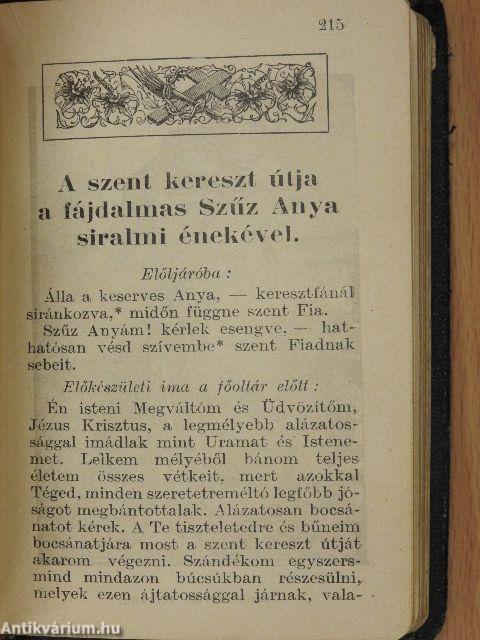 215
A szent kereszt útja
a fájdalmas Szűz Anya
siralmi énekével.
Előljáróba :
Álla a keserves Anya, — keresztfánál
síránkozva,* midőn függne szent Fia.
Szűz Anyám! kérlek esengve, — hat-
hatósan vésd szívembe* szent Fiadnak
sebeit.
Előkészületi ima a főoltár előtt :
Én isteni Megváltóm és Üdvözítőm,
Jézus Krisztus, a legmélyebb alázatos-
sággal imádlak mint Uramat és Istene-
met. Lelkem mélyéből bánom teljes
életem összes vétkeit, mert azokkal
Téged, minden szeretetreméltó legfőbb jó-
ságot megbántottalak. Alázatosan bocsá-
natot kérek. A Te tiszteletedre és bűneim
bocsánatjára most a szent kereszt útját
akarom végezni. Szándékom egyszers-
mind mindazon búcsúkban részesülni,
melyek ezen ájtatossággal járnak, vala-
Antikvárium.hu